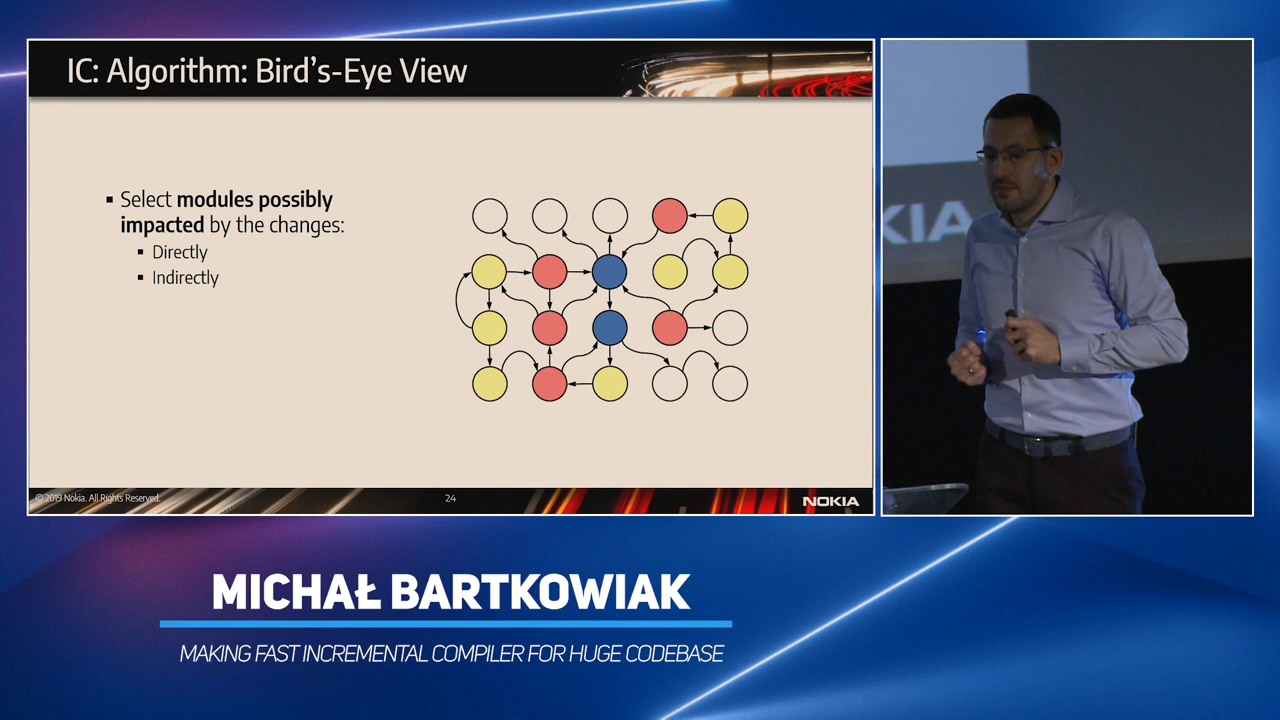 IC: Algorithm: Bird's-Eye View
▪ Select modules possibly
impacted by the changes:
▪ Directly
▪ Indirectly
© 2019 Nokia. All Rights Reserved.
24
NOKIA
KIA
MICHAŁ BARTKOWIAK
MAKING FAST INCREMENTAL COMPILER FOR HUGE CODEBASE